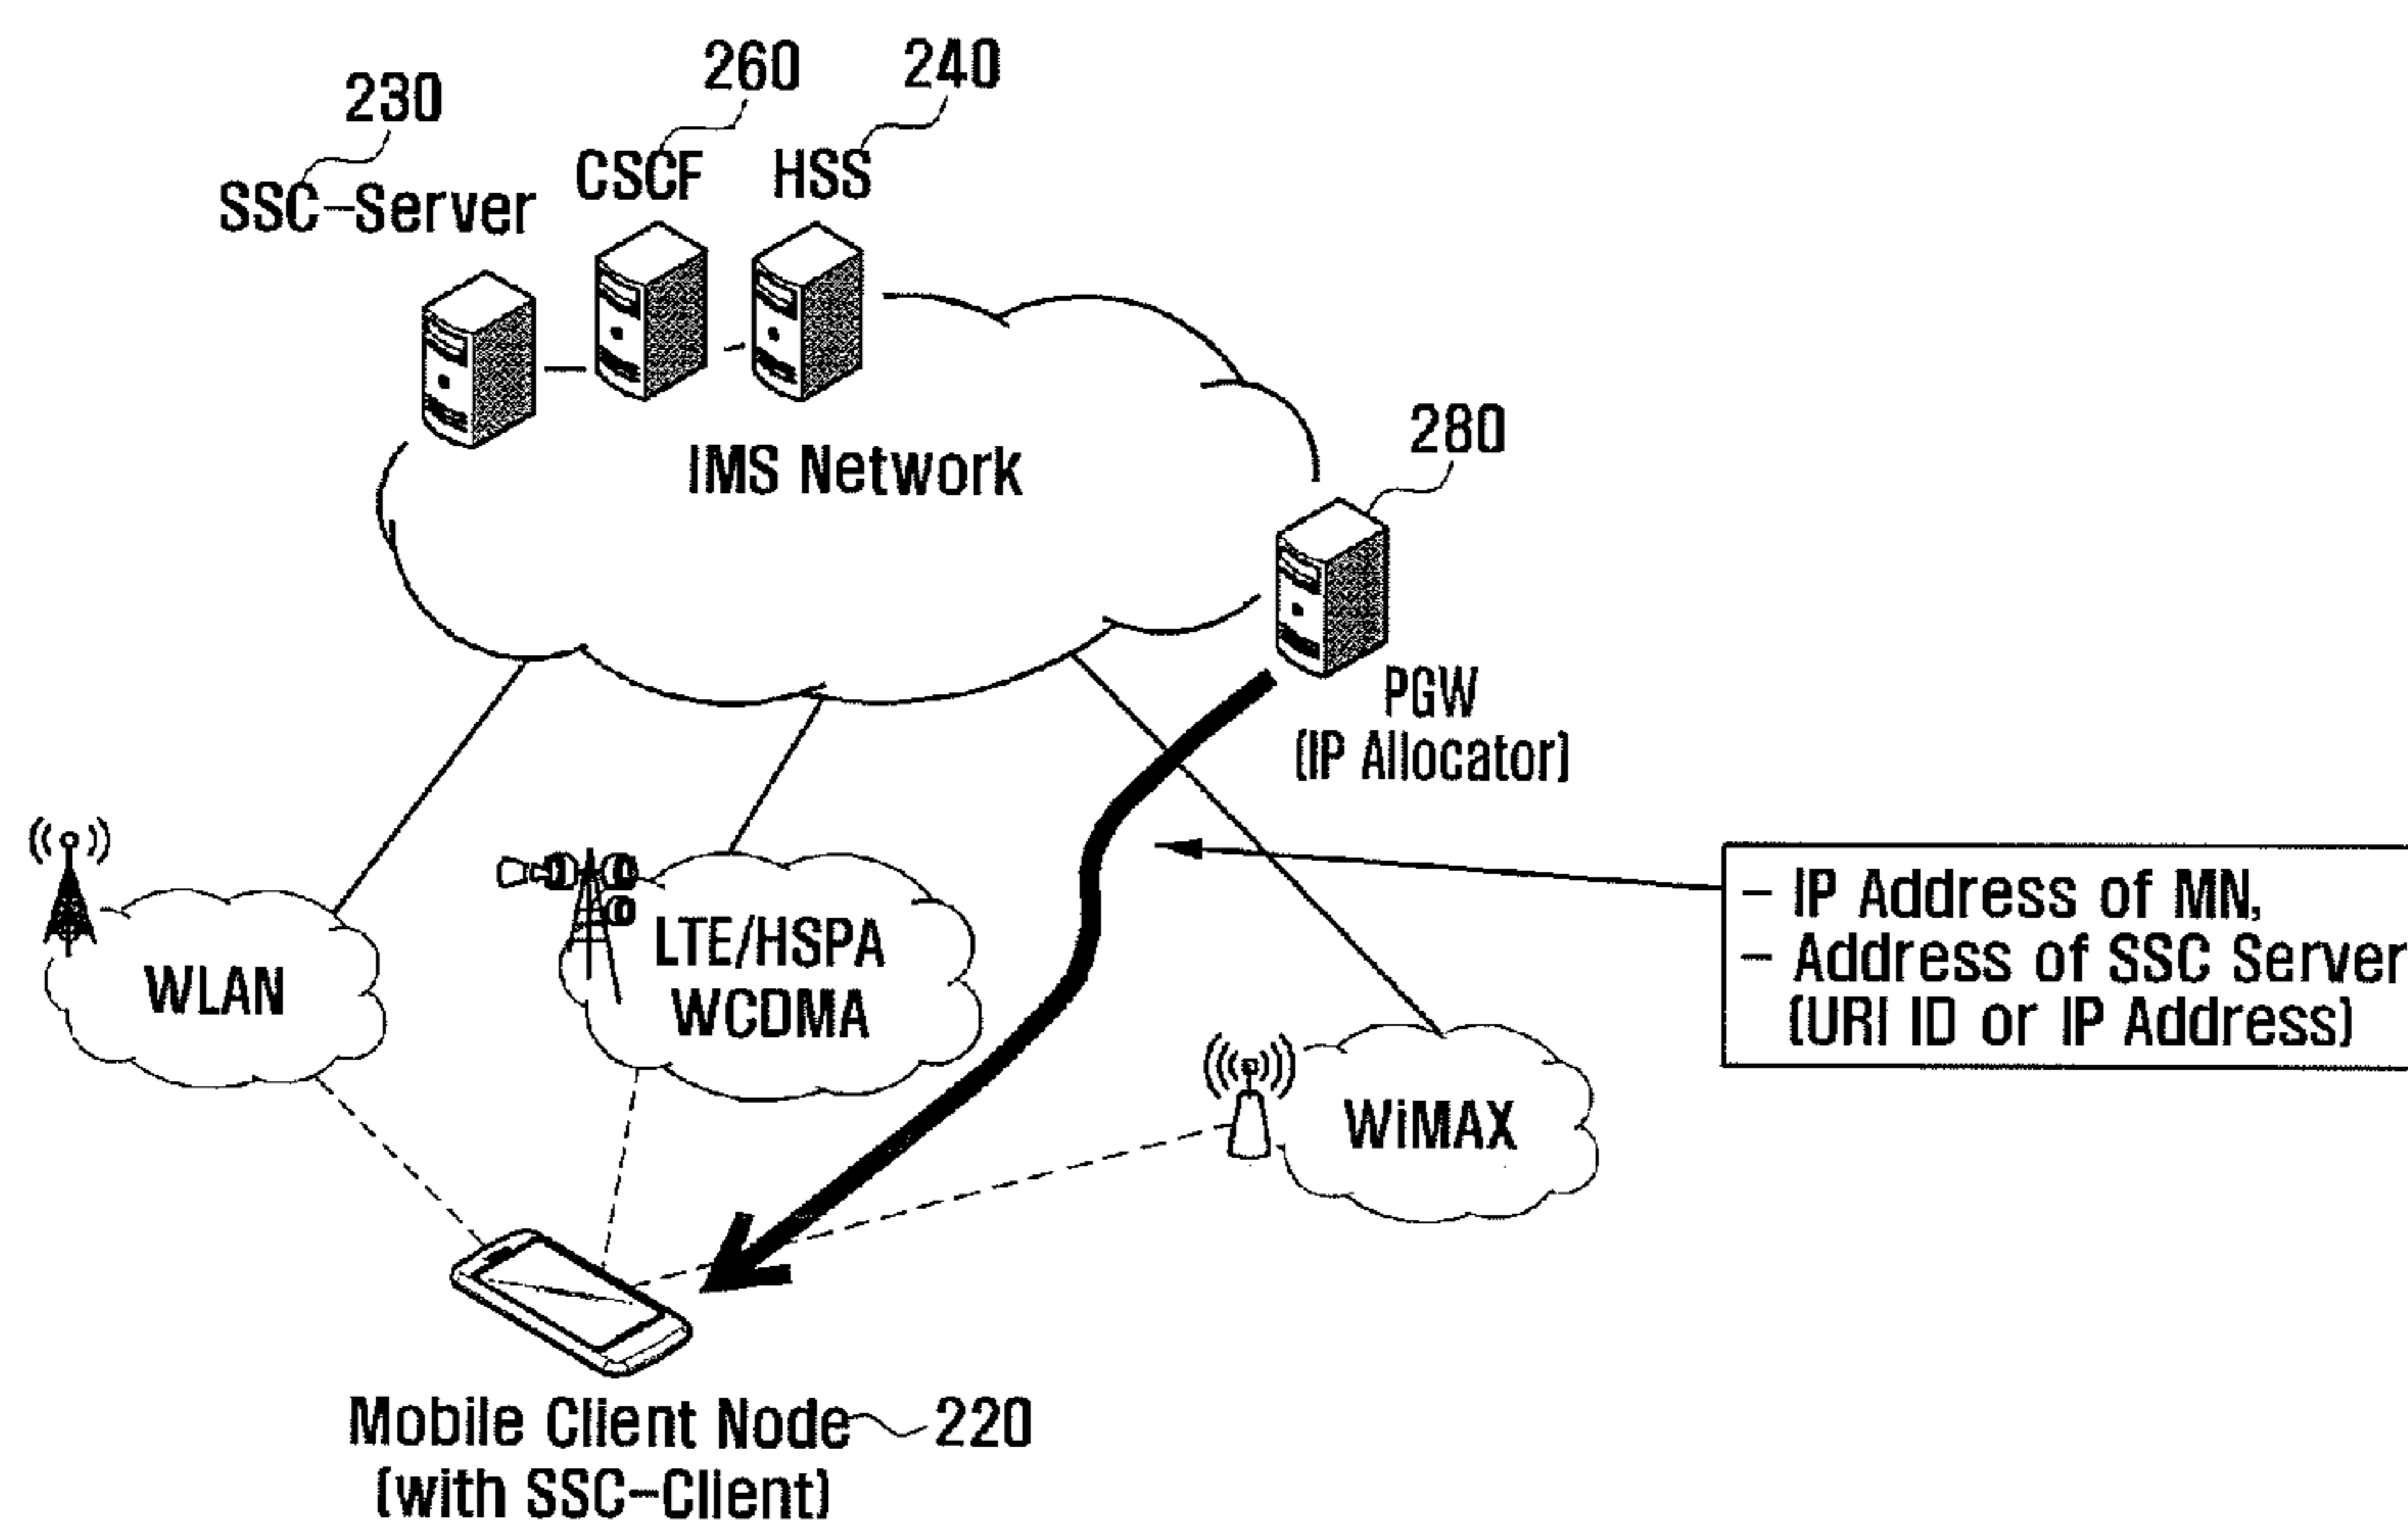 260
240
230
CSCF
HSS
SSC-Server
280
IMS Network
PGW
(IP Allocator)
- IP Address of MN,
- Address of SSC Server
(URI ID or IP Address)
LTE/HSPA
WCDMA
WLAN
WiMAX
Mobile Client Node
220
(with SSC-Client)